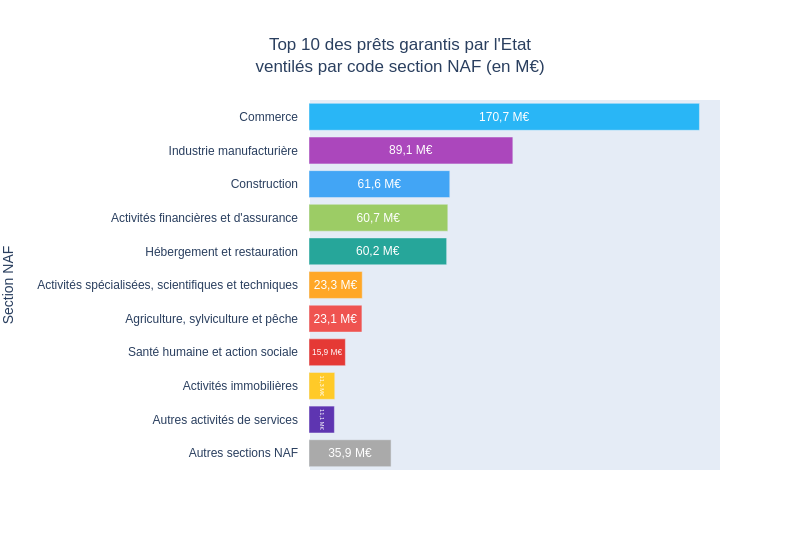 Top 10 des prêts garantis par l'Etat
ventilés par code section NAF (en M€)
Section NAF
Commerce
170,7 M€
Industrie manufacturière
89,1 M€
Construction
61,6 M€
Activités financières et d'assurance
60,7 M€
Hébergement et restauration
60,2 M€
Activités spécialisées, scientifiques et techniques
23,3 M€
Agriculture, sylviculture et pêche
23,1 M€
Santé humaine et action sociale
15,9 M€
Activités immobilières
Autres activités de services
Autres sections NAF
35,9 M€